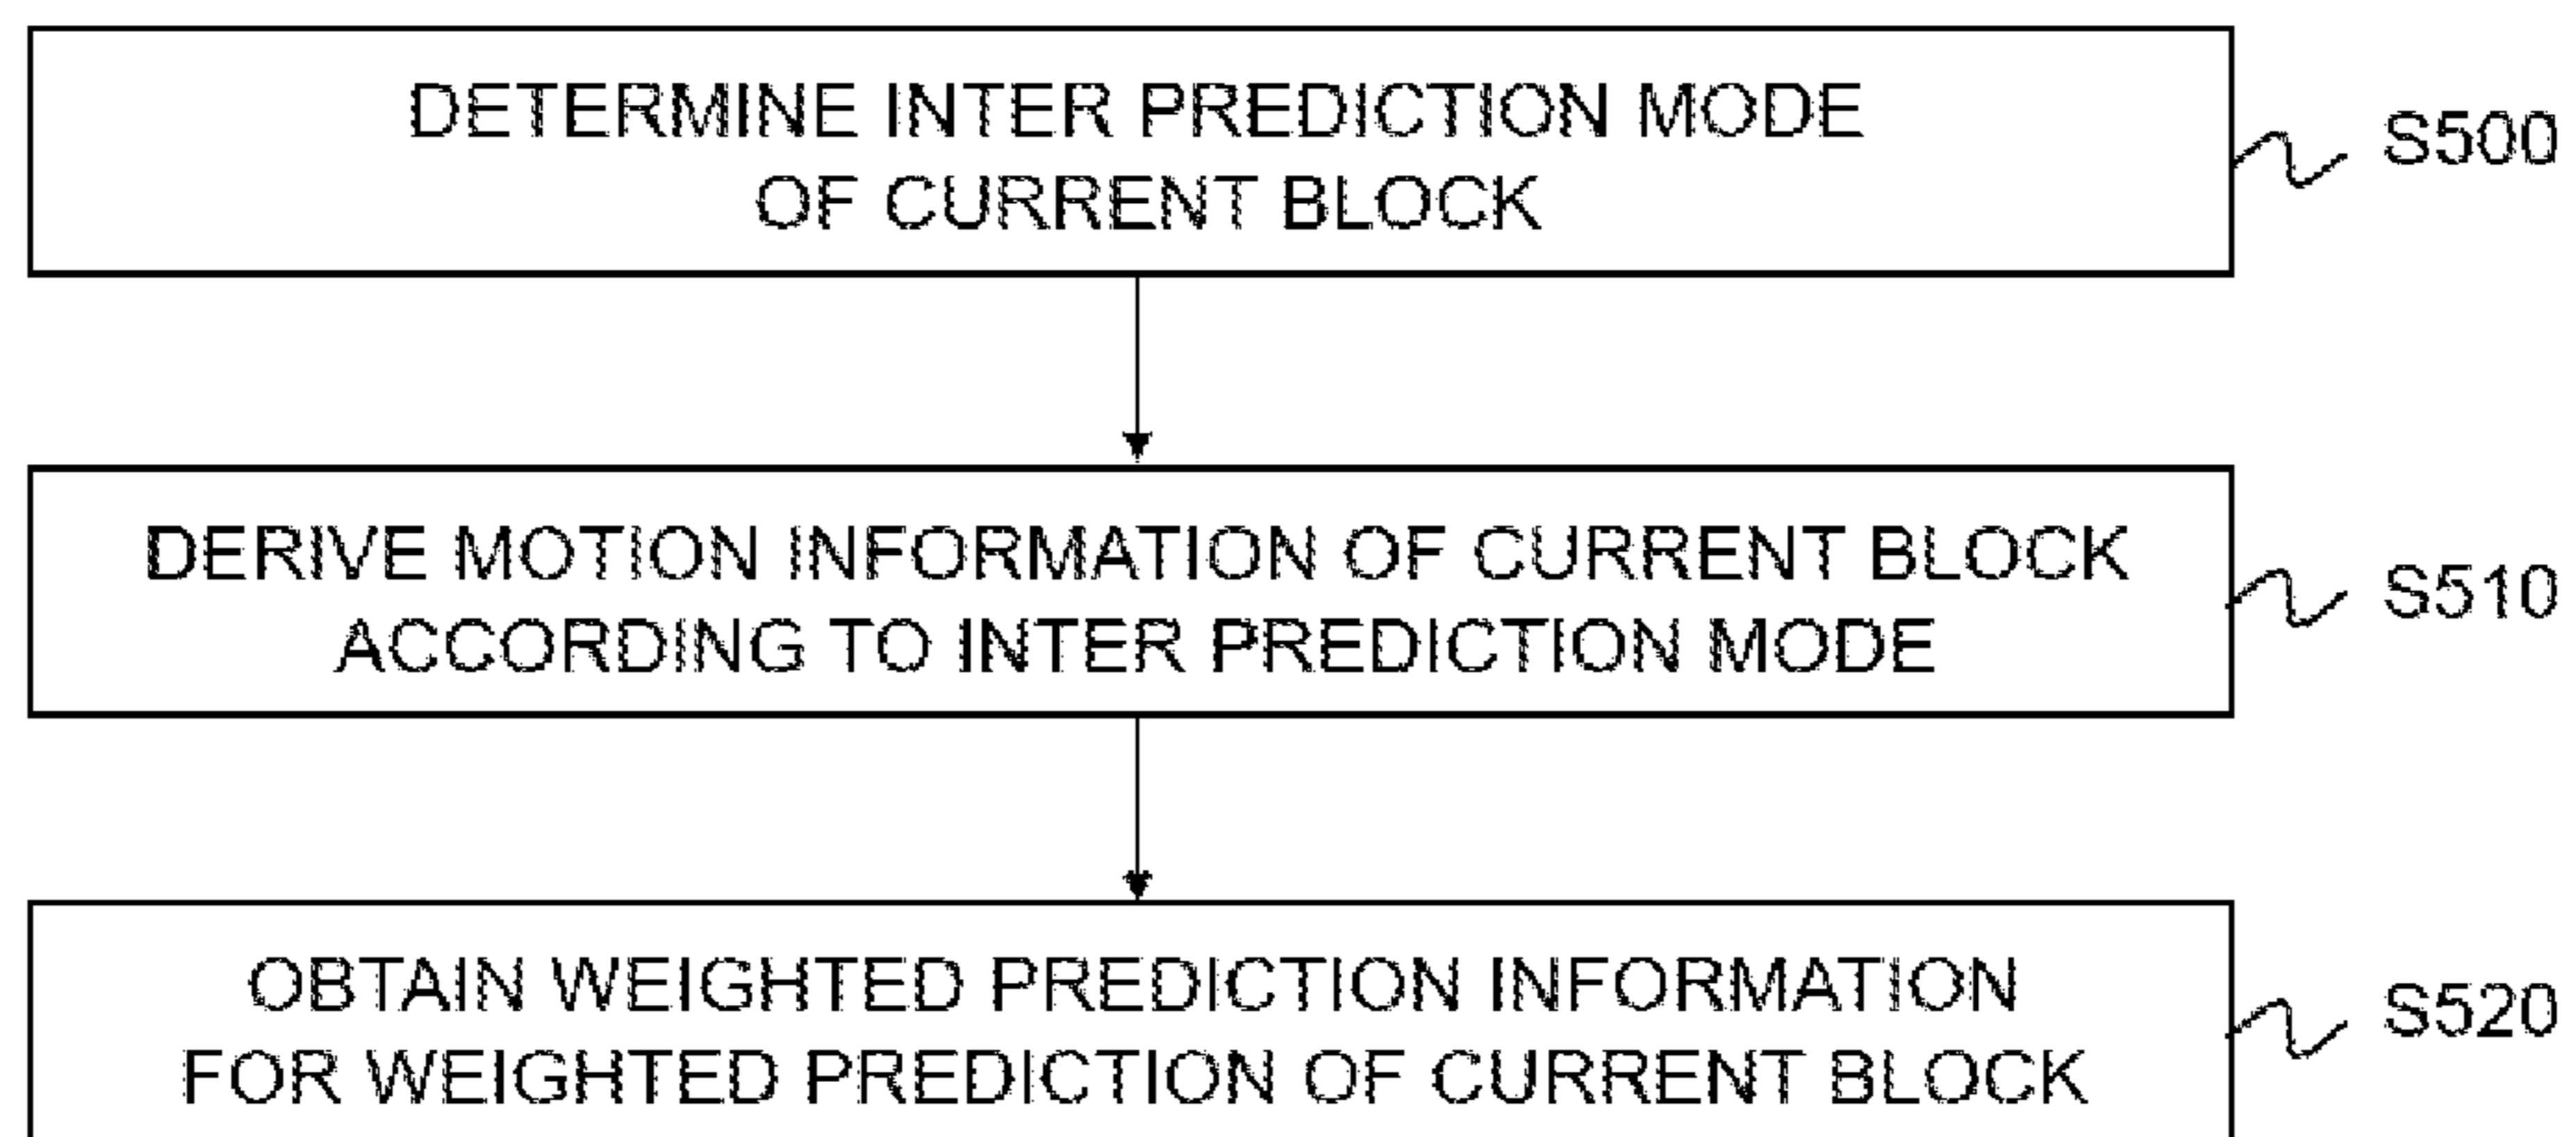 DETERMINE INTER PREDICTION MODE
OF CURRENT BLOCK
S500
DERIVE MOTION INFORMATION OF CURRENT BLOCK
ACCORDING TO INTER PREDICTION MODE
S510
OBTAIN WEIGHTED PREDICTION INFORMATION
FOR WEIGHTED PREDICTION OF CURRENT BLOCK
S520